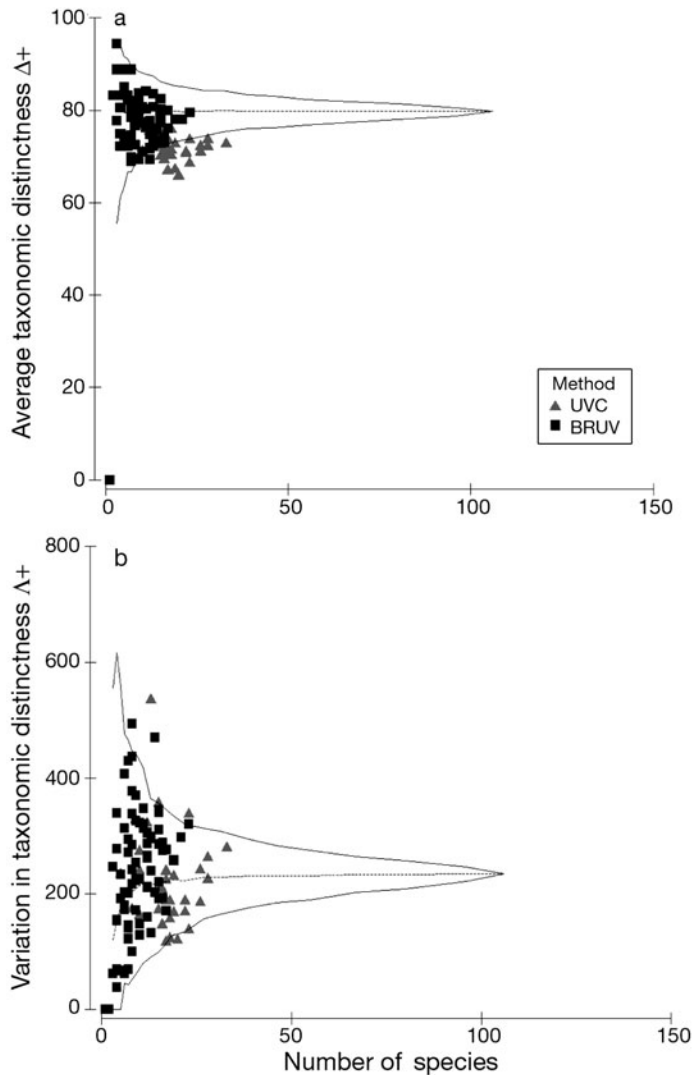 a
100
80
60
40
20
0
Average taxonomic distinctness Δ+
Method
UVC
BRUV
0 50 100 150
b
800
600
400
200
0
Variation in taxonomic distinctness Λ+
0 50 100 150
Number of species